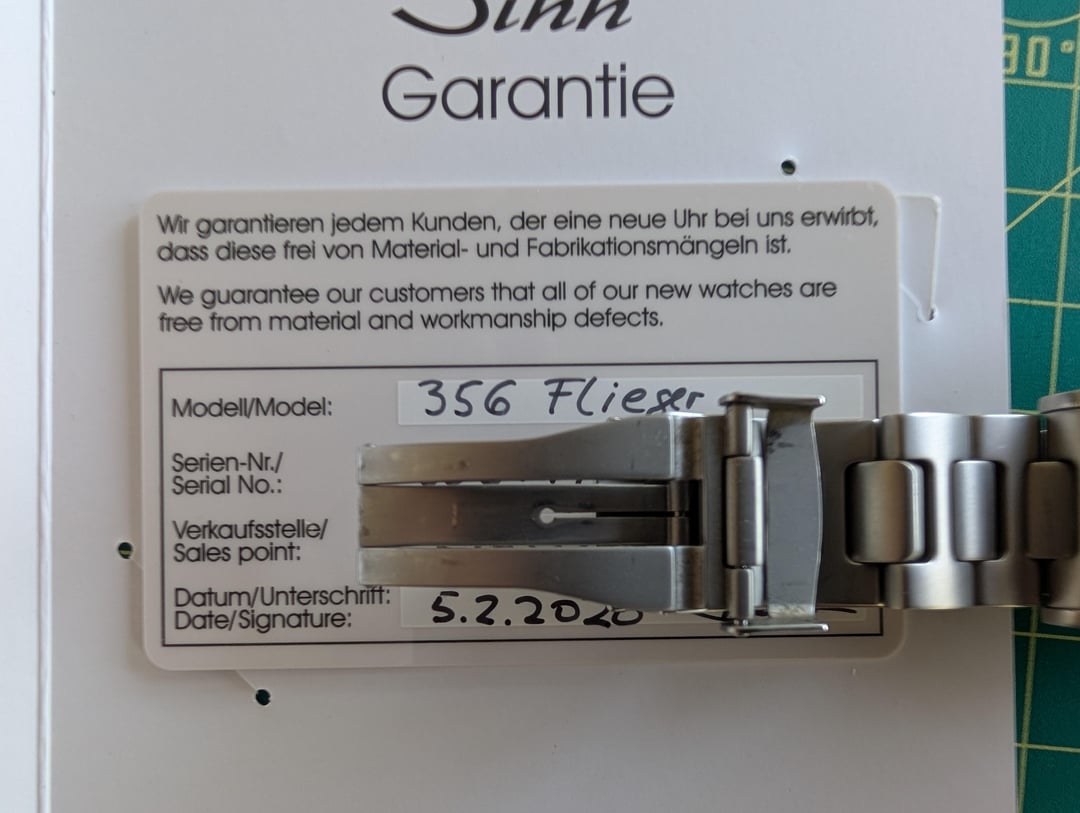 Sinn
Garantie
Wir garantieren jedem Kunden, der eine neue Uhr bei uns erwirbt,
dass diese frei von Material- und Fabrikationsmängeln ist.
We guarantee our customers that all of our new watches are
free from material and workmanship defects.
Modell/Model: 356 Flieger
Serien-Nr./
Serial No.:
Verkaufsstelle/
Sales point:
Datum/Unterschrift:
Date/Signature: 5.2.2020